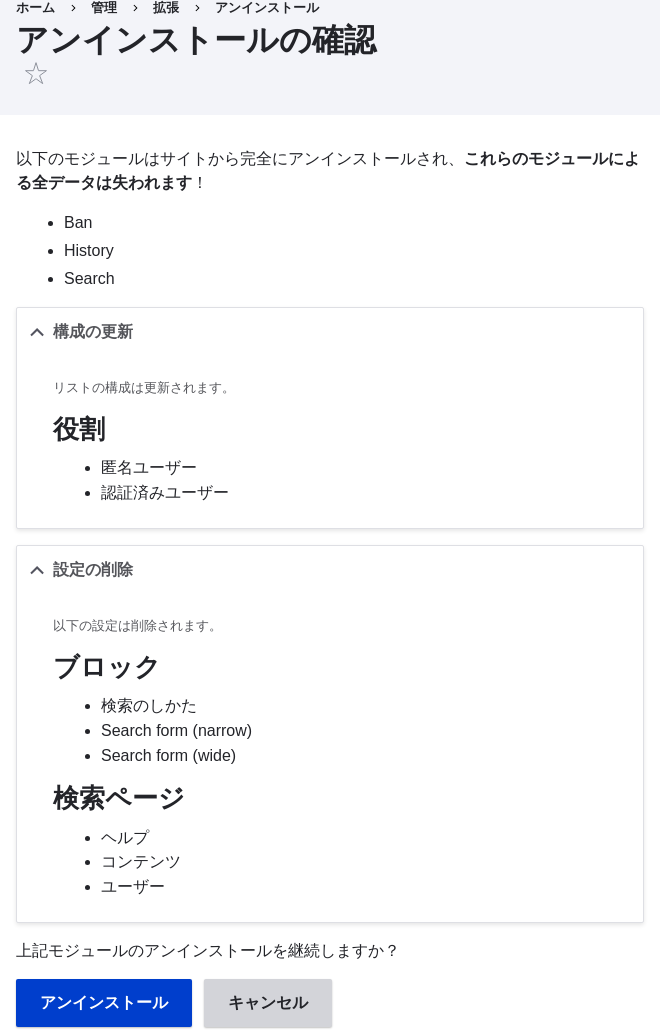 ホーム › 管理 › 拡張 › アンインストール
アンインストールの確認
以下のモジュールはサイトから完全にアンインストールされ、これらのモジュールによ
る全データは失われます！
Ban
History
Search
構成の更新
リストの構成は更新されます。
役割
匿名ユーザー
認証済みユーザー
設定の削除
以下の設定は削除されます。
ブロック
検索のしかた
Search form (narrow)
Search form (wide)
検索ページ
ヘルプ
コンテンツ
ユーザー
上記モジュールのアンインストールを継続しますか？
アンインストール キャンセル